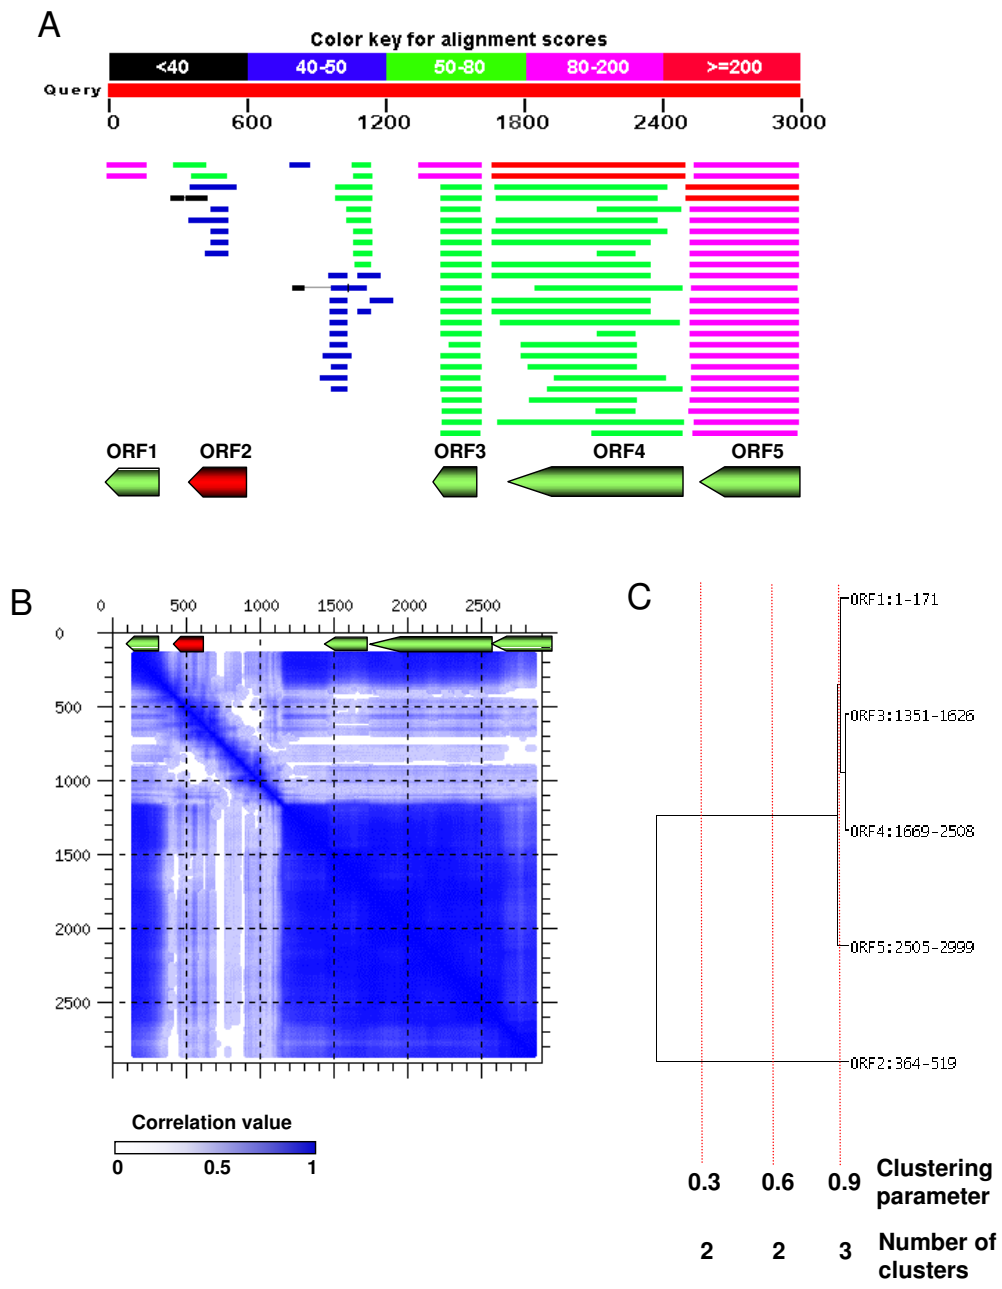 A
Color key for alignment scores
<40 40-50 50-80 80-200 >=200
Query
0 600 1200 1800 2400 3000
ORF1 ORF2 ORF3 ORF4 ORF5
B
0 500 1000 1500 2000 2500
0
500
1000
1500
2000
2500
Correlation value
0 0.5 1
C
ORF1:1-171
ORF3:1351-1626
ORF4:1669-2508
ORF5:2505-2999
ORF2:364-519
0.3 0.6 0.9 Clustering
parameter
2 2 3 Number of
clusters